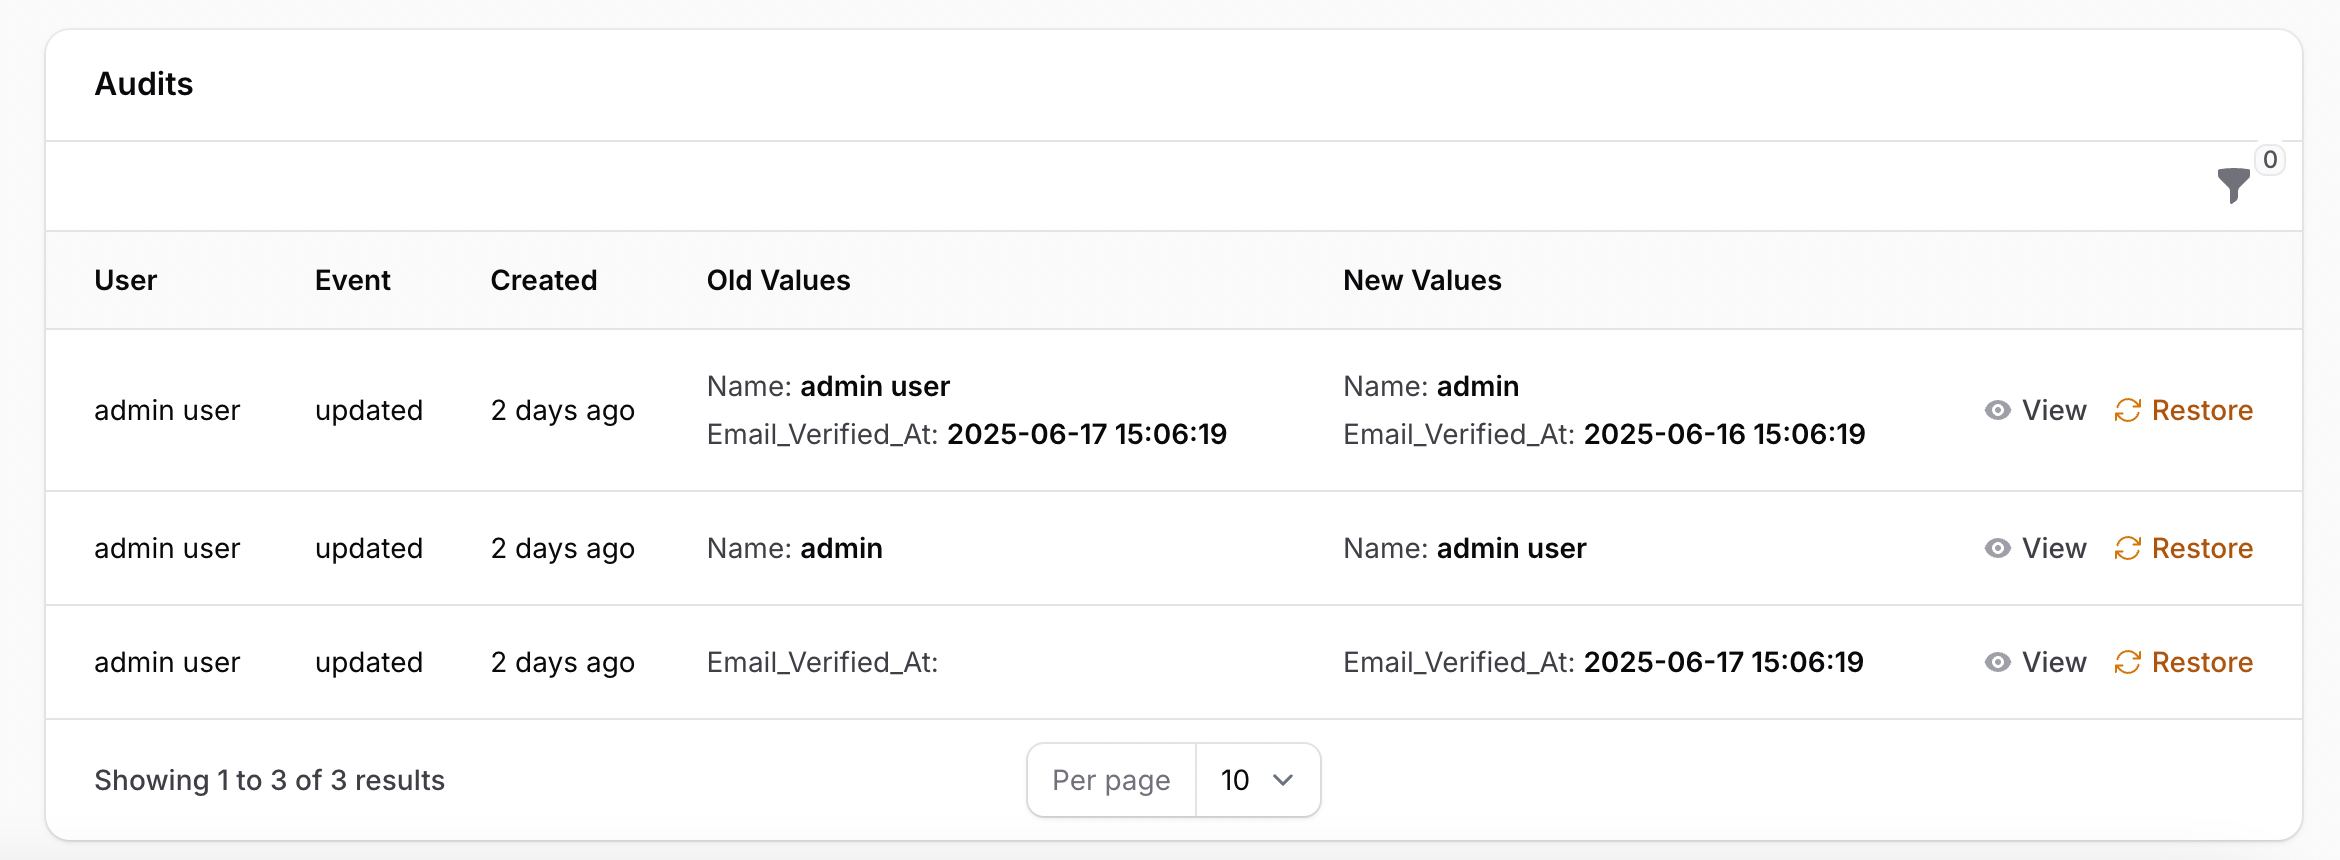 Audits
0
User Event Created Old Values New Values
Name: admin user Name: admin
admin user updated 2 days ago View Restore
Email_Verified_At: 2025-06-17 15:06:19 Email_Verified_At: 2025-06-16 15:06:19
admin user updated 2 days ago Name: admin Name: admin user View Restore
admin user updated 2 days ago Email_Verified_At: Email_Verified_At: 2025-06-17 15:06:19 View Restore
Showing 1 to 3 of 3 results Per page 10